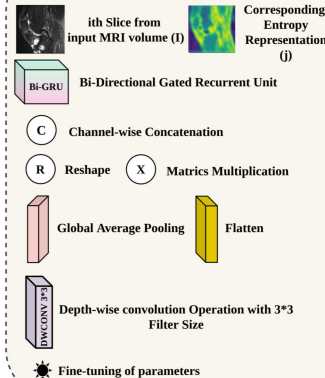 ith Slice from
input MRI volume (I)
Corresponding
Entropy
Representation
(j)
Bi-GRU
Bi-Directional Gated Recurrent Unit
C
Channel-wise Concatenation
R
Reshape
X
Matrics Multiplication
Global Average Pooling
Flatten
DWCONV 3*3
Depth-wise convolution Operation with 3*3
Filter Size
Fine-tuning of parameters